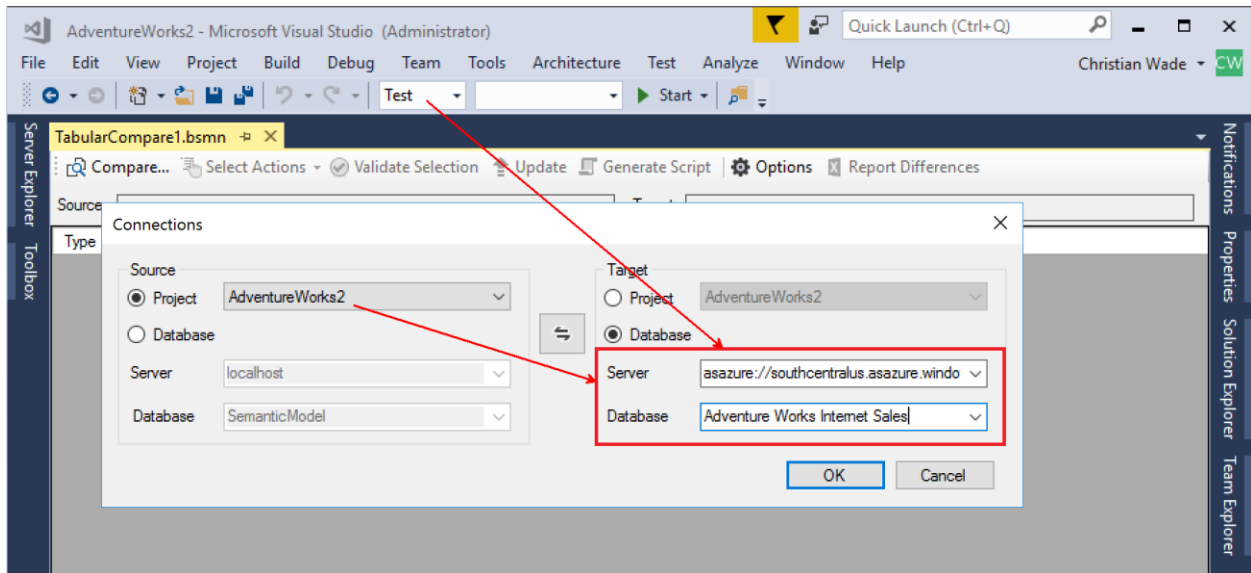 AdventureWorks2 - Microsoft Visual Studio (Administrator)
Quick Launch (Ctrl+Q)
File Edit View Project Build Debug Team Tools Architecture Test Analyze Window Help
Christian Wade CW
Test
Start
Server Explorer
Toolbox
TabularCompare1.bsmn
Compare... Select Actions Validate Selection Update Generate Script Options Report Differences
Source
Type
Connections
Source
Project AdventureWorks2
Database
Server localhost
Database SemanticModel
Target
Project AdventureWorks2
Database
Server asazure://southcentralus.asazure.windo
Database Adventure Works Internet Sales
OK Cancel
Notifications
Properties
Solution Explorer
Team Explorer